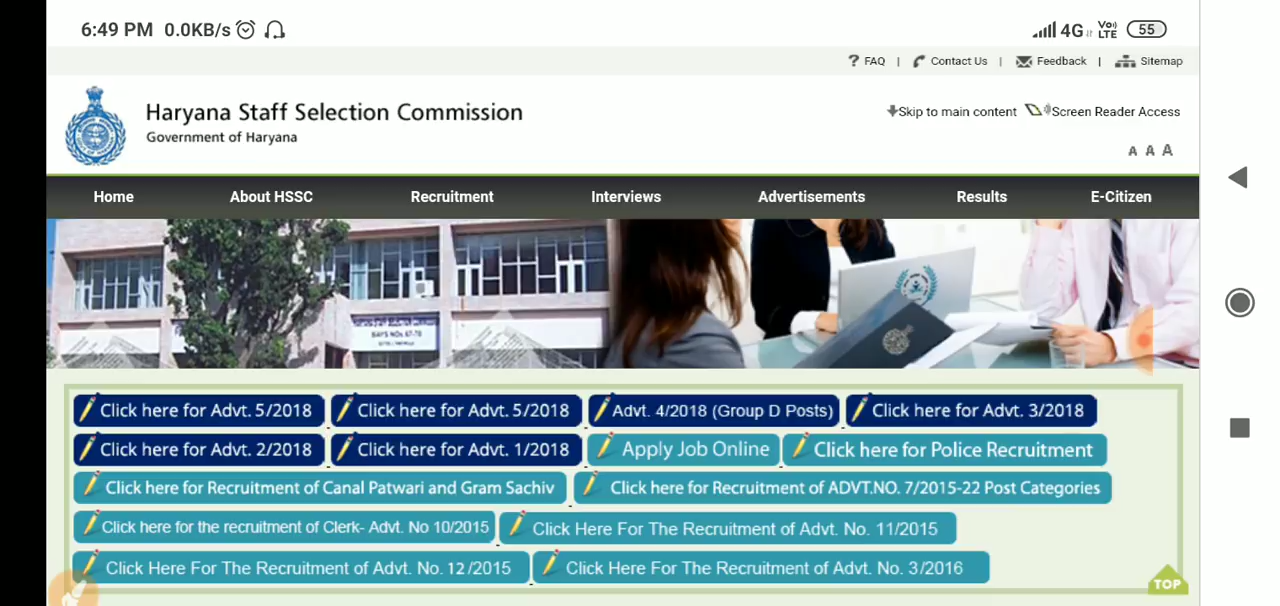 6:49 PM 0.0KB/s 4G Vo)) LTE 55
? FAQ | Contact Us | Feedback | Sitemap
Haryana Staff Selection Commission
Government of Haryana
Skip to main content Screen Reader Access
A A A
Home About HSSC Recruitment Interviews Advertisements Results E-Citizen
BAYS NO. 67-70
Click here for Advt. 5/2018 Click here for Advt. 5/2018 Advt. 4/2018 (Group D Posts) Click here for Advt. 3/2018
Click here for Advt. 2/2018 Click here for Advt. 1/2018 Apply Job Online Click here for Police Recruitment
Click here for Recruitment of Canal Patwari and Gram Sachiv Click here for Recruitment of ADVT.NO. 7/2015-22 Post Categories
Click here for the recruitment of Clerk- Advt. No 10/2015 Click Here For The Recruitment of Advt. No. 11/2015
Click Here For The Recruitment of Advt. No. 12/2015 Click Here For The Recruitment of Advt. No. 3/2016
TOP